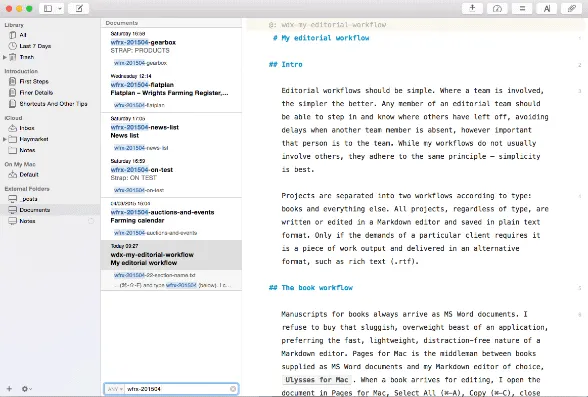 Library
All
Last 7 Days
Trash
Introduction
First Steps
Finer Details
Shortcuts And Other Tips
iCloud
Inbox
Haymarket
Notes
On My Mac
Default
External Folders
_posts
Documents
Notes
Documents
Saturday 16:58
wfrx-201504-gearbox
STRAP: PRODUCTS
wfrx-201504-gearbox
Wednesday 12:14
wfrx-201504-flatplan
Flatplan – Wrights Farming Register,...
wfrx-201504-flatplan
Saturday 17:05
wfrx-201504-news-list
News list
wfrx-201504-news-list
Saturday 16:59
wfrx-201504-on-test
Strap: ON TEST
wfrx-201504-on-test
04/03/2015 16:04
wfrx-201504-auctions-and-events
Farming calendar
wfrx-201504-auctions-and-events
Today 09:27
wdx-my-editorial-workflow
My editorial workflow
wfrx-201504-22-section-name.txt
... (⌘-⇧-F) and type wfrx-201504 (below). I c...
ANY wfrx-201504
@: wdx-my-editorial-workflow
# My editorial workflow
## Intro
Editorial workflows should be simple. Where a team is involved,
the simpler the better. Any member of an editorial team should
be able to step in and know where others have left off, avoiding
delays when another team member is absent, however important
that person is to the team. While my workflows do not usually
involve others, they adhere to the same principle – simplicity
is best.
Projects are separated into two workflows according to type:
books and everything else. All projects, regardless of type, are
written or edited in a Markdown editor and saved in plain text
format. Only if the demands of a particular client requires it
is a piece of work output and delivered in an alternative
format, such as rich text (.rtf).
## The book workflow
Manuscripts for books always arrive as MS Word documents. I
refuse to buy that sluggish, overweight beast of an application,
preferring the fast, lightweight, distraction-free nature of a
Markdown editor. Pages for Mac is the middleman between books
supplied as MS Word documents and my Markdown editor of choice,
Ulysses for Mac. When a book arrives for editing, I open the
document in Pages for Mac, Select All (⌘-A), Copy (⌘-C), close